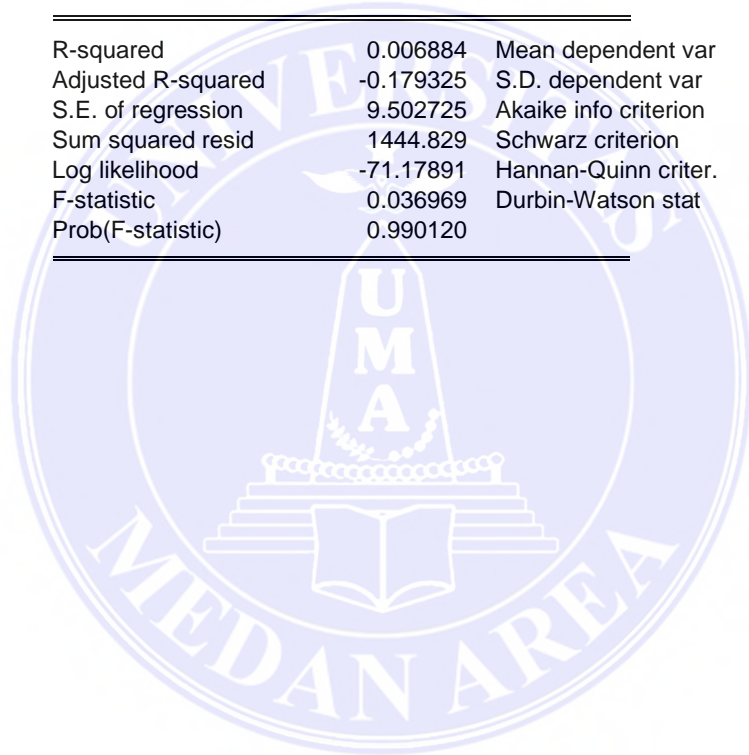 R-squared 0.006884 Mean dependent var
Adjusted R-squared -0.179325 S.D. dependent var
S.E. of regression 9.502725 Akaike info criterion
Sum squared resid 1444.829 Schwarz criterion
Log likelihood -71.17891 Hannan-Quinn criter.
F-statistic 0.036969 Durbin-Watson stat
Prob(F-statistic) 0.990120
UNIVERSITAS
U
M
A
MEDAN AREA